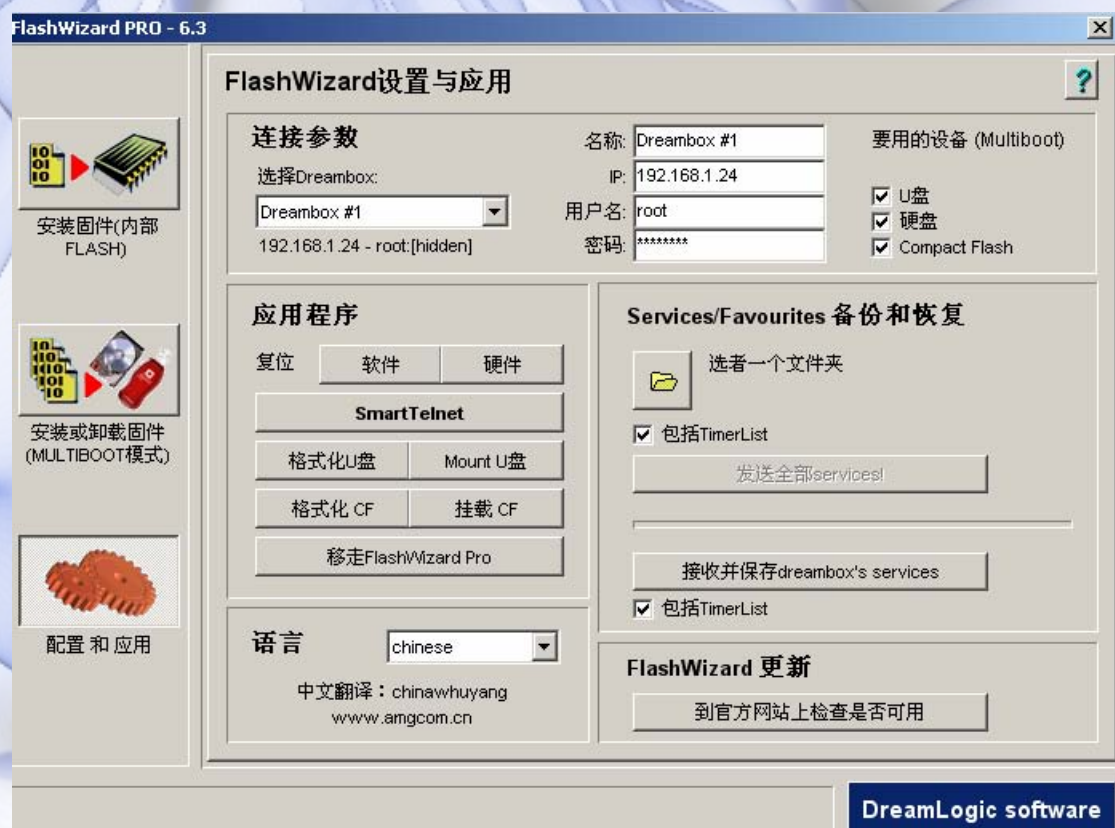 FlashWizard PRO - 6.3
FlashWizard设置与应用
?
连接参数
选择Dreambox:
Dreambox #1
192.168.1.24 - root:[hidden]
名称: Dreambox #1
IP: 192.168.1.24
用户名: root
密码: ********
要用的设备 (Multiboot)
U盘
硬盘
Compact Flash
安装固件(内部
FLASH)
安装或卸载固件
(MULTIBOOT模式)
配置 和 应用
应用程序
复位 软件 硬件
SmartTelnet
格式化U盘 Mount U盘
格式化 CF 挂载 CF
移走FlashWizard Pro
Services/Favourites 备份和恢复
选者一个文件夹
包括TimerList
发送全部services!
接收并保存dreambox's services
包括TimerList
语言 chinese
中文翻译：chinawhuyang
www.amgcom.cn
FlashWizard 更新
到官方网站上检查是否可用
DreamLogic software